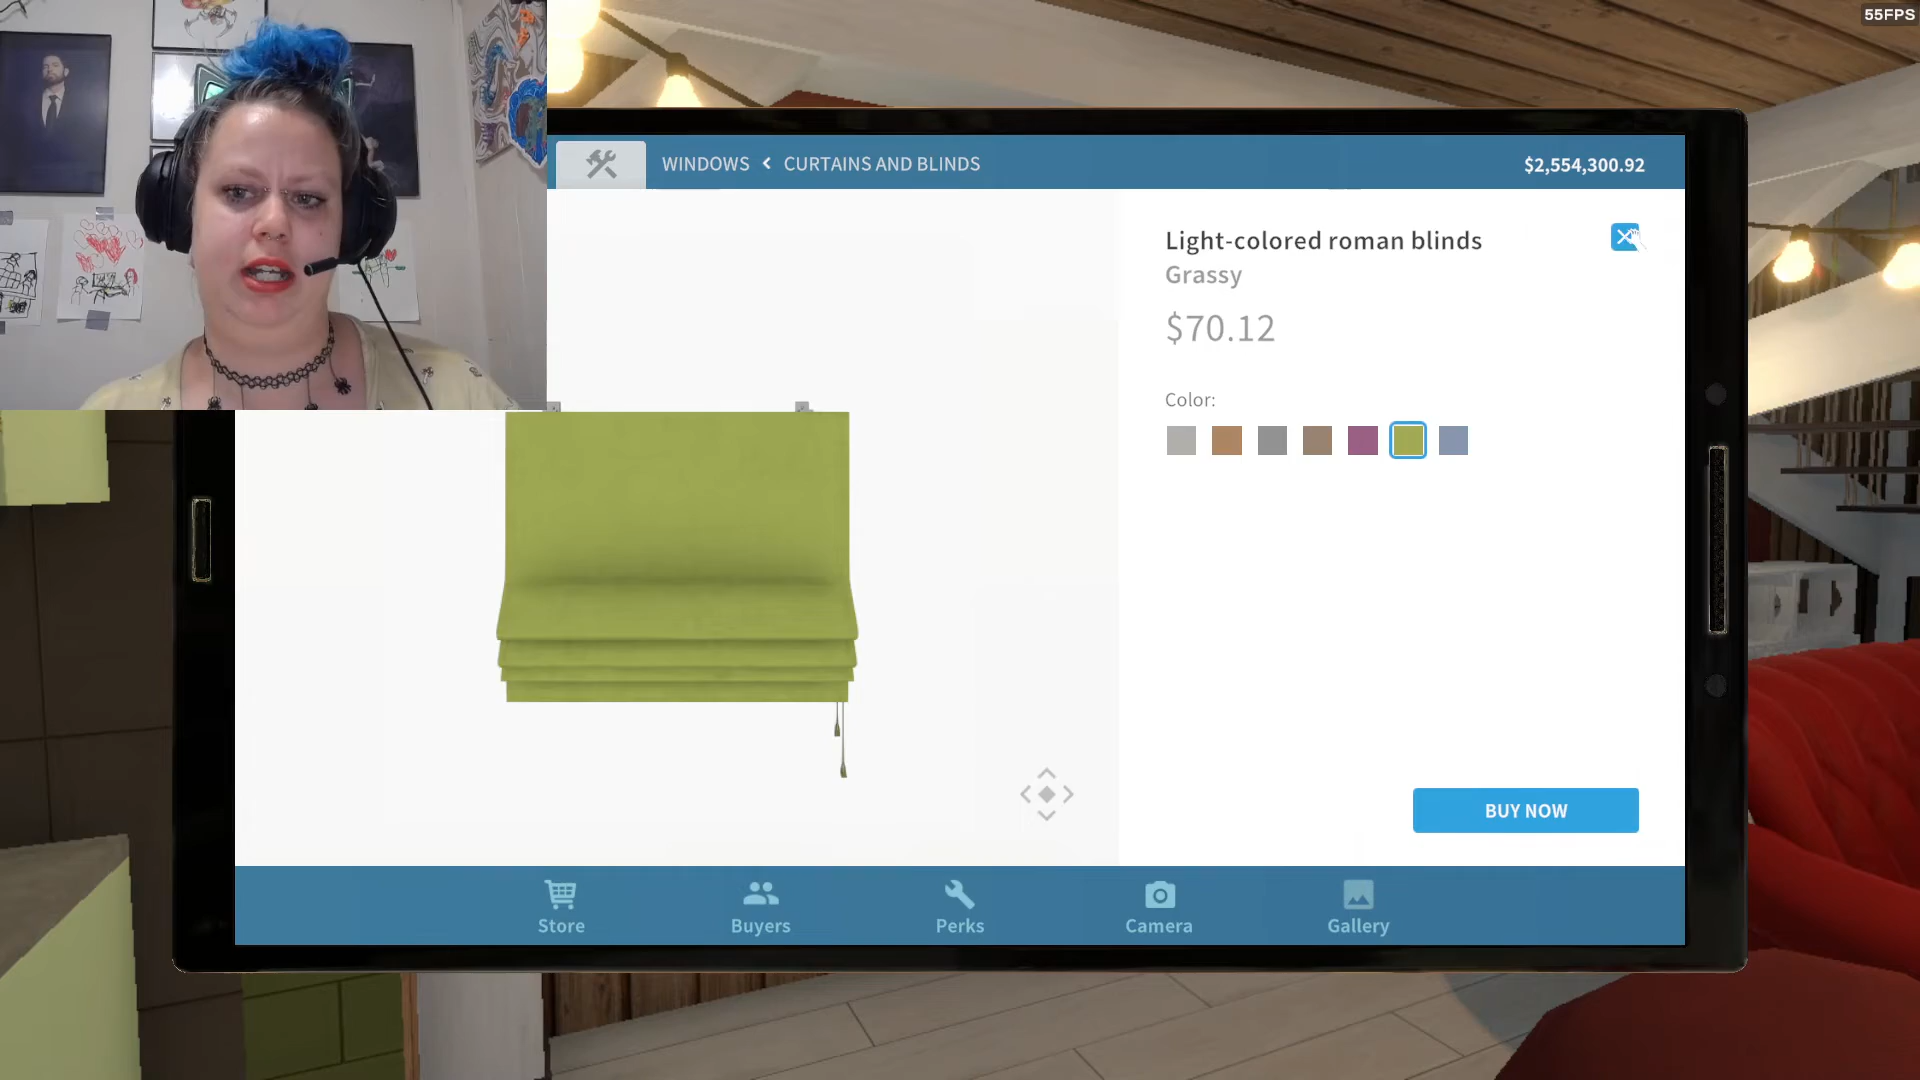 55FPS
WINDOWS < CURTAINS AND BLINDS
$2,554,300.92
Light-colored roman blinds
Grassy
$70.12
Color:
BUY NOW
Store
Buyers
Perks
Camera
Gallery